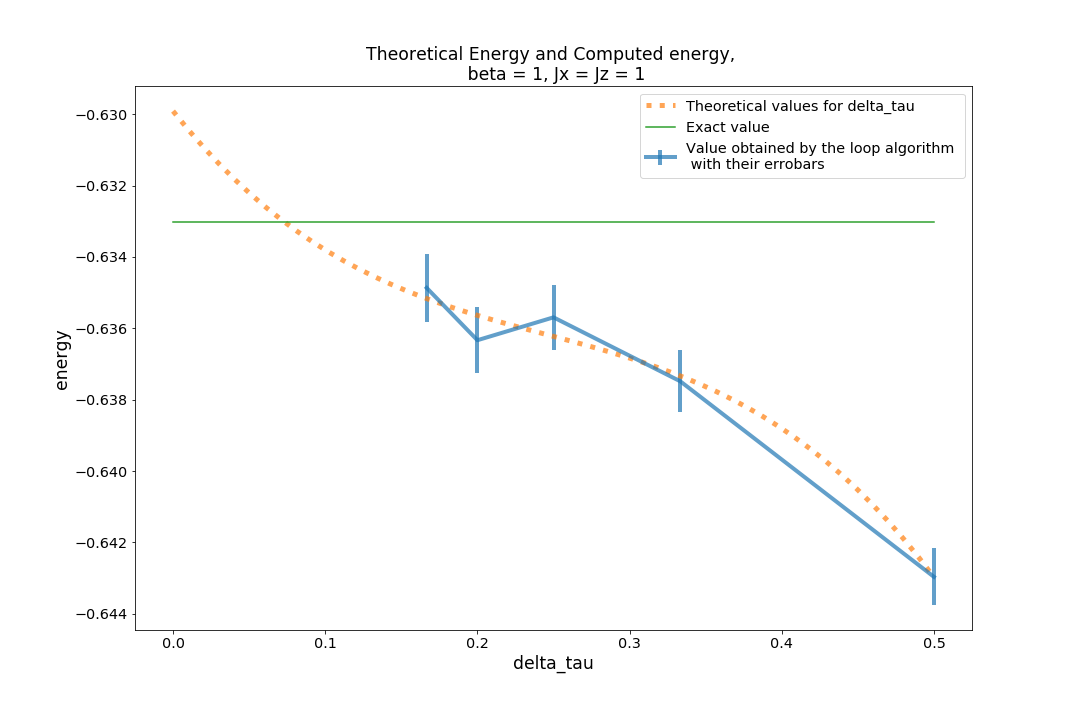 Theoretical Energy and Computed energy,
beta = 1, Jx = Jz = 1
Theoretical values for delta_tau
Exact value
Value obtained by the loop algorithm
with their errobars
energy
−0.630
−0.632
−0.634
−0.636
−0.638
−0.640
−0.642
−0.644
0.0
0.1
0.2
0.3
0.4
0.5
delta_tau